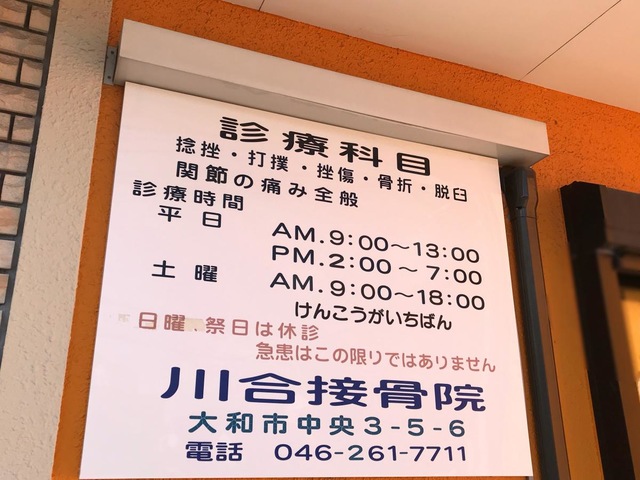 診療科目
捻挫・打撲・挫傷・骨折・脱臼
関節の痛み全般
診療時間
平日 AM.9:00〜13:00
PM.2:00〜7:00
土曜 AM.9:00〜18:00
けんこうがいちばん
日曜、祭日は休診
急患はこの限りではありません
川合接骨院
大和市中央3-5-6
電話 046-261-7711